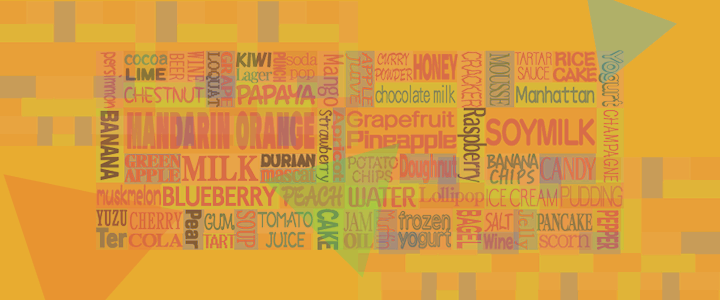 persimmon
cocoa
LIME
BEER
WINE
LOQUAT
GRAPE
KIWI
Lager
soda
pop
Mango
CHESTNUT
PAPAYA
APPLE
CURRY
POWDER
HONEY
chocolate milk
CRACKER
MOUSSE
TARTAR
SAUCE
RICE
CAKE
Manhattan
Yogurt
BANANA
MANDARIN ORANGE
Strawberry
Grapefruit
Pineapple
Raspberry
SOYMILK
CHAMPAGNE
GREEN
APPLE
MILK
DURIAN
mascal
POTATO
CHIPS
Doughnut
BANANA
CHIPS
CANDY
muskmelon
BLUEBERRY
PEACH
WATER
Lollipop
ICE CREAM
PUDDING
YUZU
Ter
CHERRY
COLA
Pear
GUM
TART
SOUP
TOMATO
JUICE
CAKE
JAM
OIL
frozen
yogurt
BAGEL
SALT
Wine
Jelly
PANCAKE
scorn
PEPPER